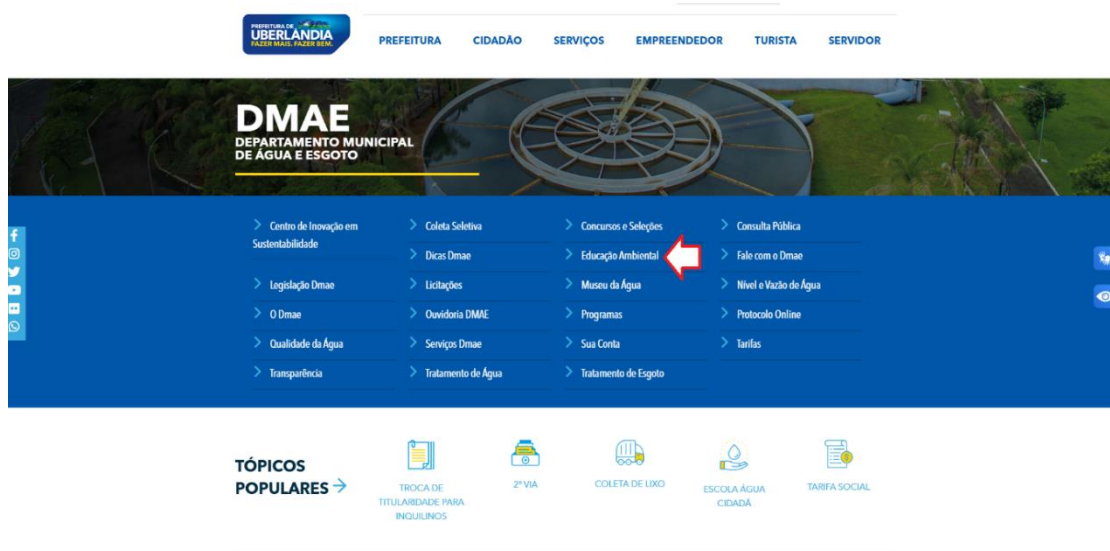 PREFEITURA DE
UBERLÂNDIA
FAZER MAIS. FAZER BEM.
PREFEITURA CIDADÃO SERVIÇOS EMPREENDEDOR TURISTA SERVIDOR
DMAE
DEPARTAMENTO MUNICIPAL
DE ÁGUA E ESGOTO
Centro de Inovação em
Sustentabilidade
Coleta Seletiva
Concursos e Seleções
Consulta Pública
Dicas Dmae
Educação Ambiental
Fale com o Dmae
Legislação Dmae
Licitações
Museu da Água
Nível e Vazão de Água
O Dmae
Ouvidoria DMAE
Programas
Protocolo Online
Qualidade da Água
Serviços Dmae
Sua Conta
Tarifas
Transparência
Tratamento de Água
Tratamento de Esgoto
TÓPICOS
POPULARES
TROCA DE
TITULARIDADE PARA
INQUILINOS
2ª VIA
COLETA DE LIXO
ESCOLA ÁGUA
CIDADÃ
TARIFA SOCIAL